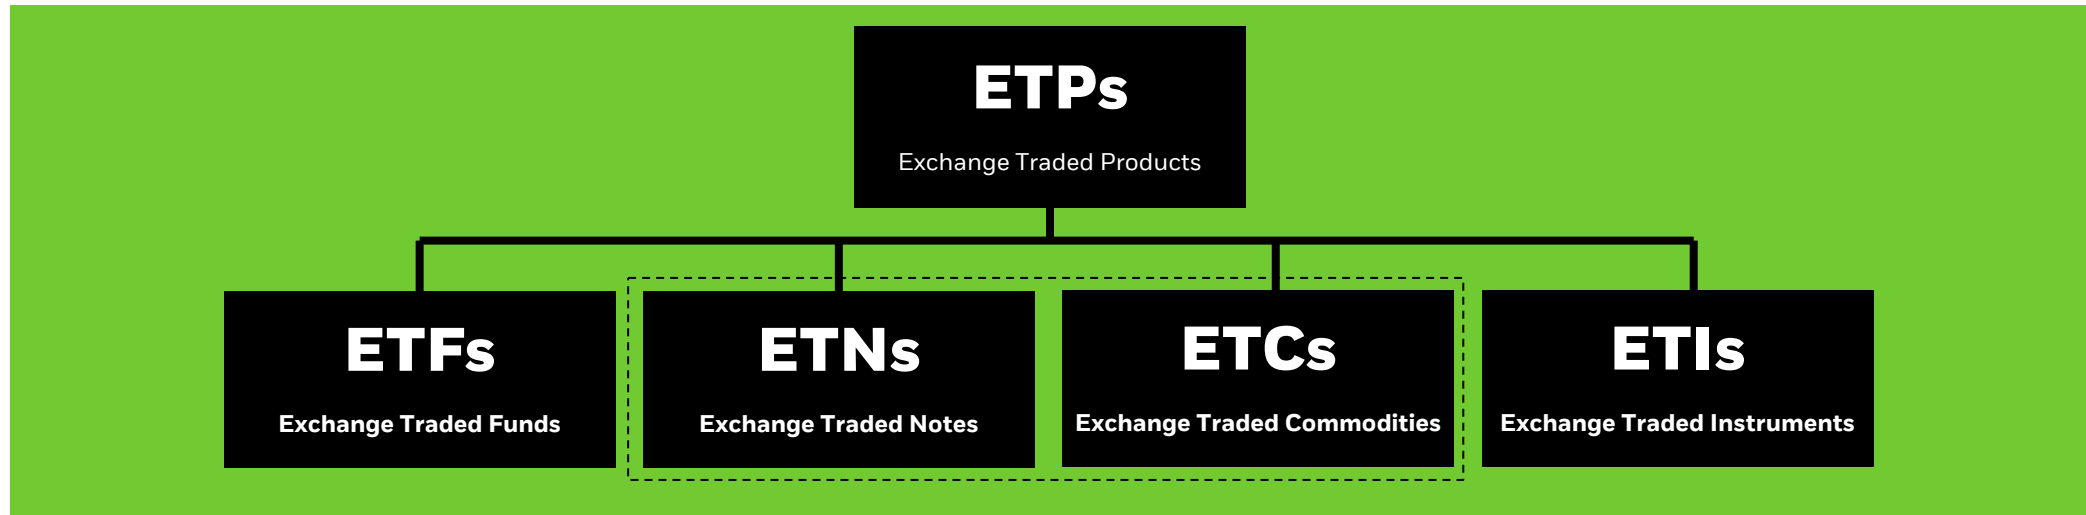 ETPs
Exchange Traded Products
ETFs
Exchange Traded Funds
ETNs
Exchange Traded Notes
ETCs
Exchange Traded Commodities
ETIs
Exchange Traded Instruments